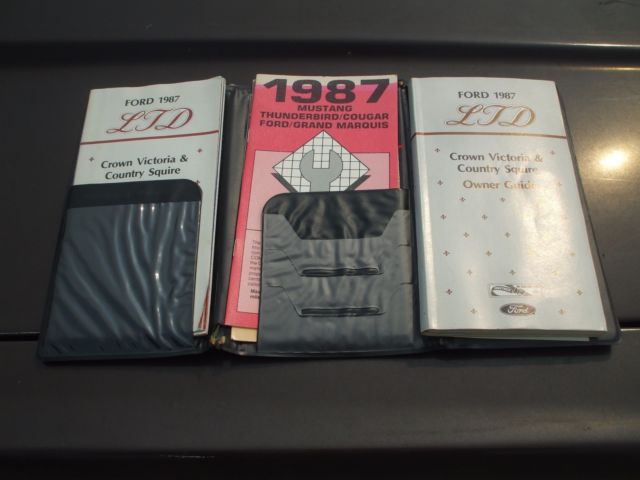 FORD 1987
LTD
Crown Victoria &
Country Squire
1987
MUSTANG
THUNDERBIRD/COUGAR
FORD/GRAND MARQUIS
FORD 1987
LTD
Crown Victoria &
Country Squire
Owner Guide
Ford